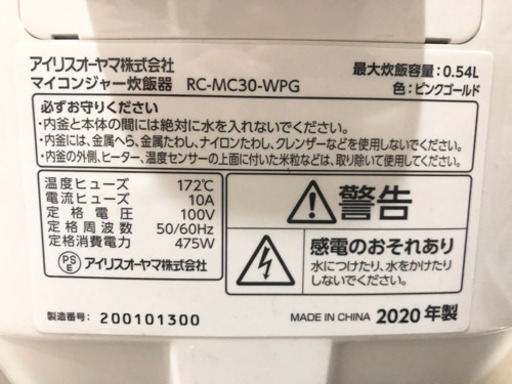 アイリスオーヤマ株式会社
マイコンジャー炊飯器 RC-MC30-WPG
最大炊飯容量:0.54L
色:ピンクゴールド
必ずお守りください
・内釜と本体の間には絶対に水を入れないでください。
・内釜には、金属へら、金属たわし、ナイロンたわし、クレンザーなどを使用しないでください。
・内釜の外側、ヒーター、温度センサーの上面に付いた米粒などは、取り除いて使用してください。
温度ヒューズ 172℃
電流ヒューズ 10A
定格電圧 100V
定格周波数 50/60Hz
定格消費電力 475W
PSE アイリスオーヤマ株式会社
警告
感電のおそれあり
水につけたり、水をかけたり
しないでください
製造番号: 200101300
MADE IN CHINA 2020年製